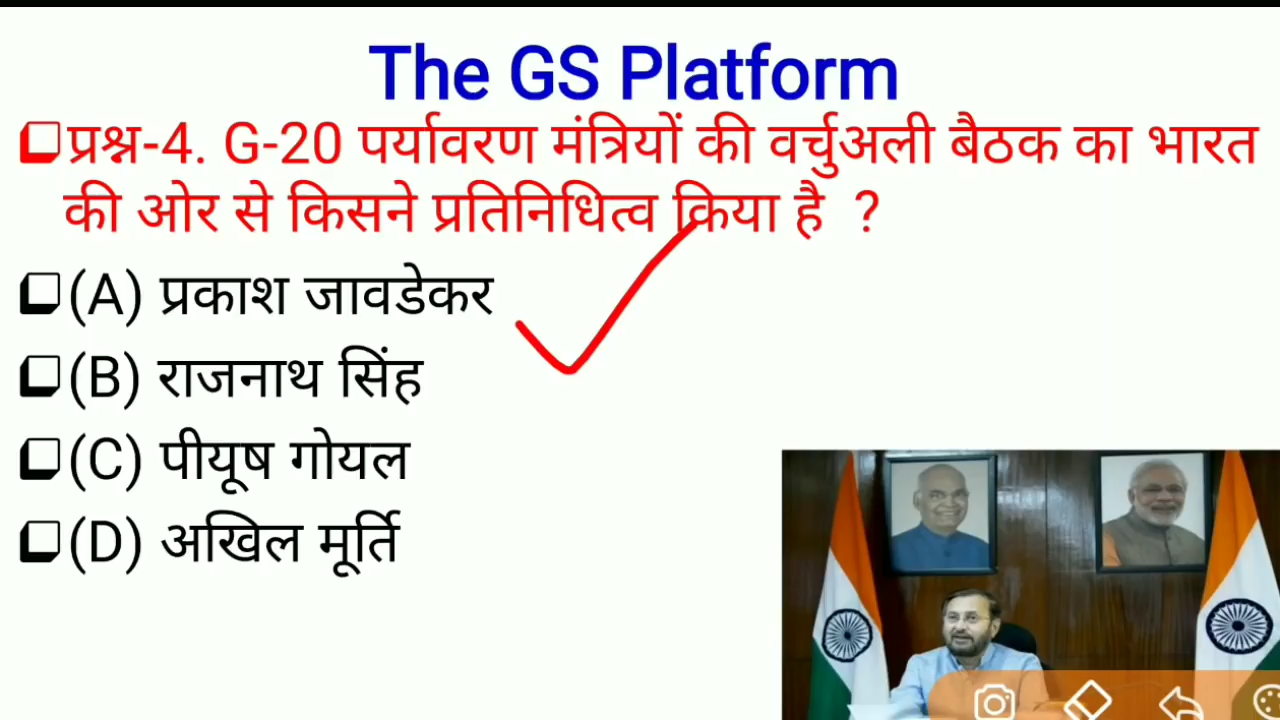 The GS Platform
❑प्रश्न-4. G-20 पर्यावरण मंत्रियों की वर्चुअली बैठक का भारत
की ओर से किसने प्रतिनिधित्व किया है ?
❑(A) प्रकाश जावडेकर
❑(B) राजनाथ सिंह
❑(C) पीयूष गोयल
❑(D) अखिल मूर्ति